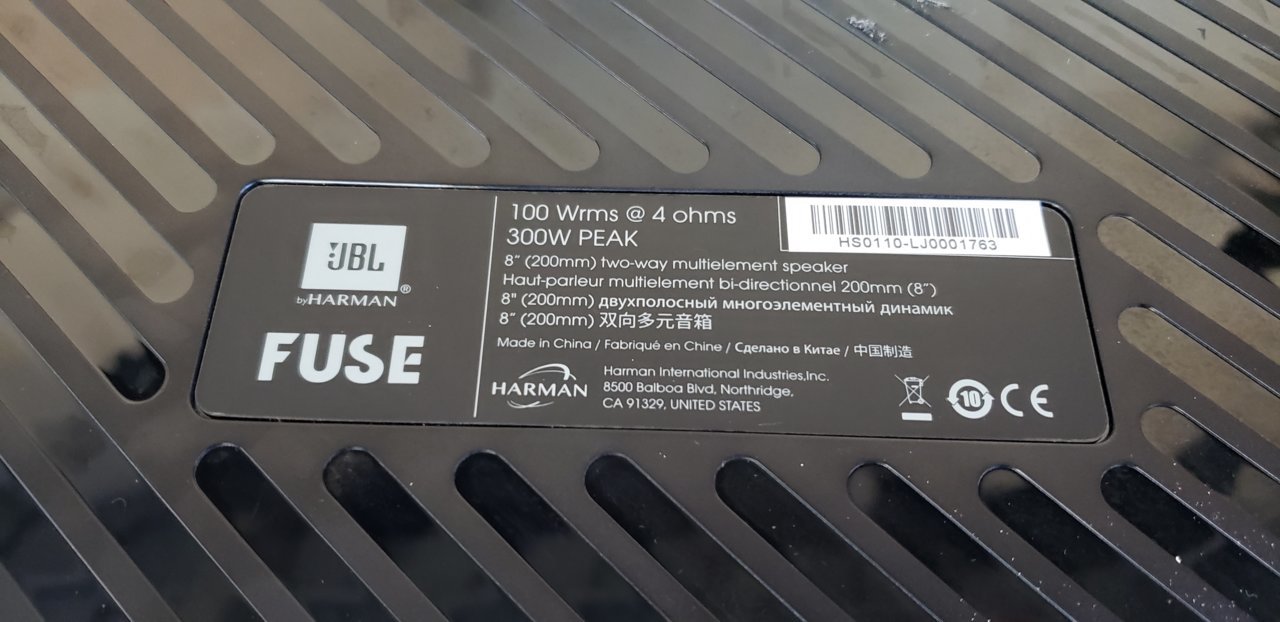 JBL®
byHARMAN
FUSE
100 Wrms @ 4 ohms
300W PEAK
HS0110-LJ0001763
8” (200mm) two-way multielement speaker
Haut-parleur multielement bi-directionnel 200mm (8”)
8" (200mm) двухполосный многоэлементный динамик
8” (200mm) 双向多元音箱
Made in China / Fabriqué en Chine / Сделано в Китае / 中国制造
HARMAN
Harman International Industries,Inc.
8500 Balboa Blvd, Northridge,
CA 91329, UNITED STATES
10
CE